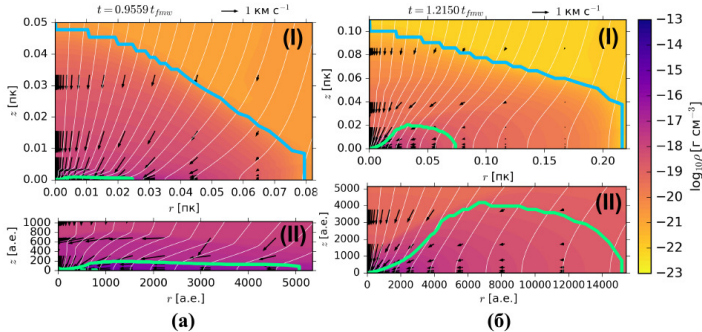 t = 0.9559 t_fmw → 1 км с⁻¹
t = 1.2150 t_fmw → 1 км с⁻¹
0.05
0.04
0.03
0.02
0.01
0.00
z [пк]
(I)
0.00 0.01 0.02 0.03 0.04 0.05 0.06 0.07 0.08
r [пк]
0.10
0.08
0.06
0.04
0.02
0.00
z [пк]
(I)
0.00 0.05 0.10 0.15 0.20
r [пк]
1000
800
600
400
200
0
z [а.е.]
(II)
0 1000 2000 3000 4000 5000
r [а.е.]
5000
4000
3000
2000
1000
0
z [а.е.]
(II)
0 2000 4000 6000 8000 10000 12000 14000
r [а.е.]
−13
−14
−15
−16
−17
−18
−19
−20
−21
−22
−23
log₁₀ρ [г см⁻³]
(а)
(б)